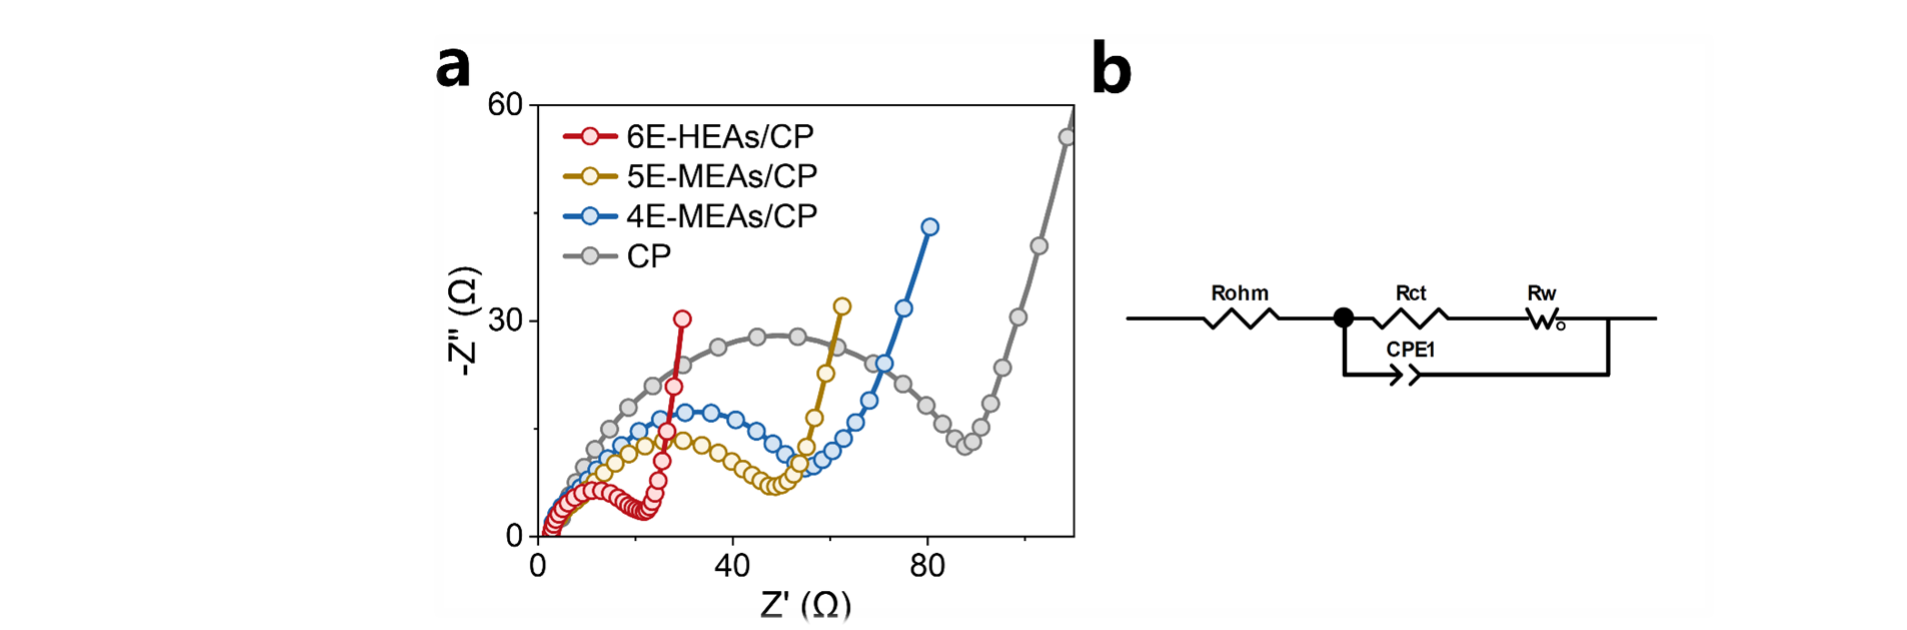 a
b
60
6E-HEAs/CP
5E-MEAs/CP
4E-MEAs/CP
CP
30
0
-Z" (Ω)
0 40 80
Z' (Ω)
Rohm Rct Rw
CPE1